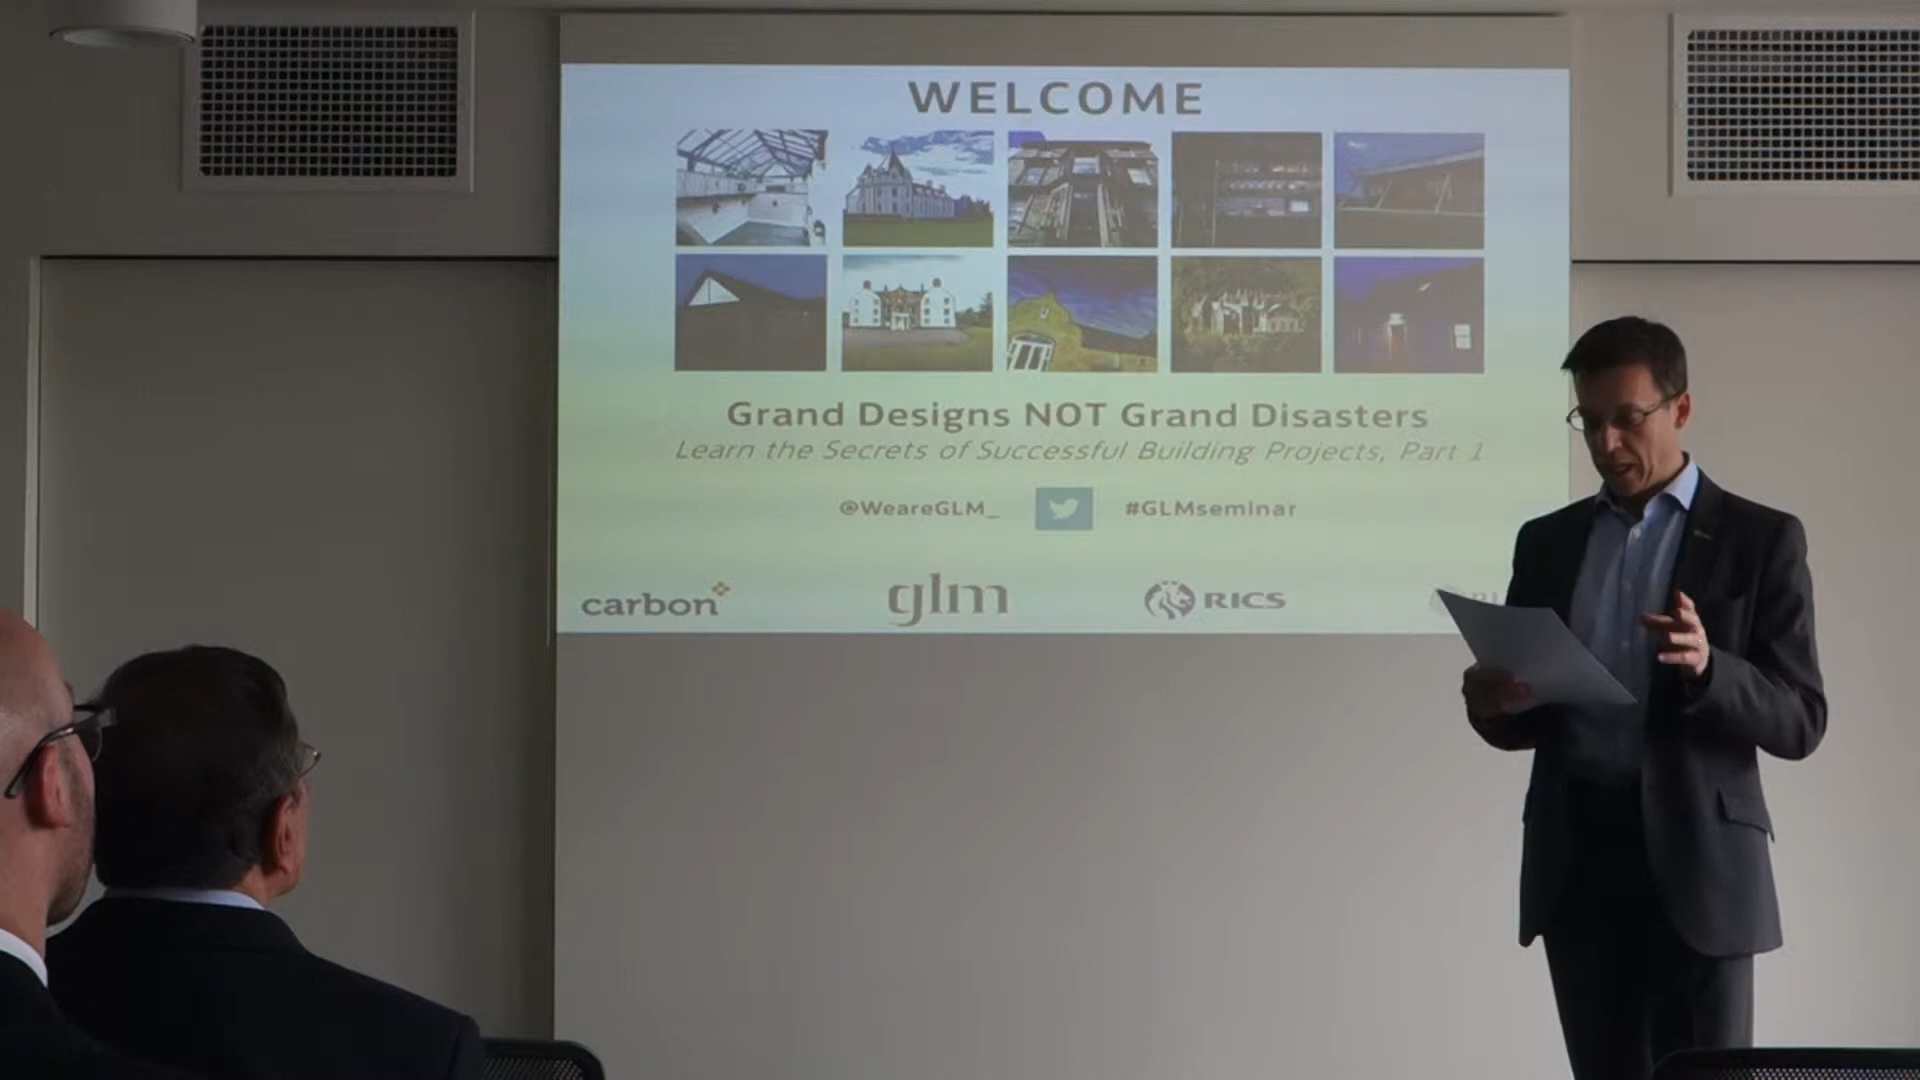 WELCOME
Grand Designs NOT Grand Disasters
Learn the Secrets of Successful Building Projects, Part 1
@WeareGLM_ #GLMseminar
carbon glm RICS